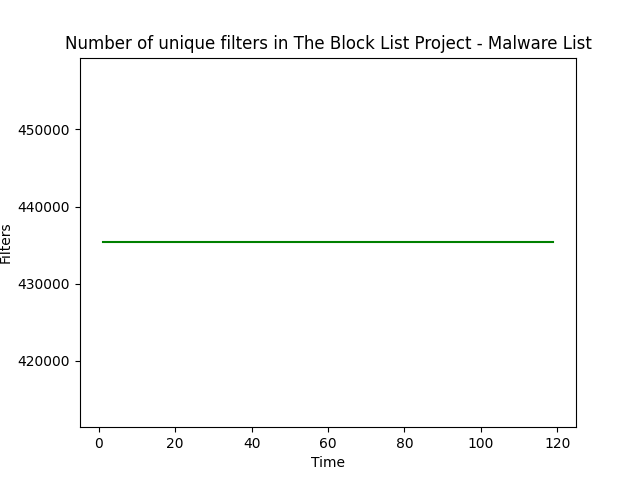 Number of unique filters in The Block List Project - Malware List
450000
440000
430000
420000
Filters
0 20 40 60 80 100 120
Time